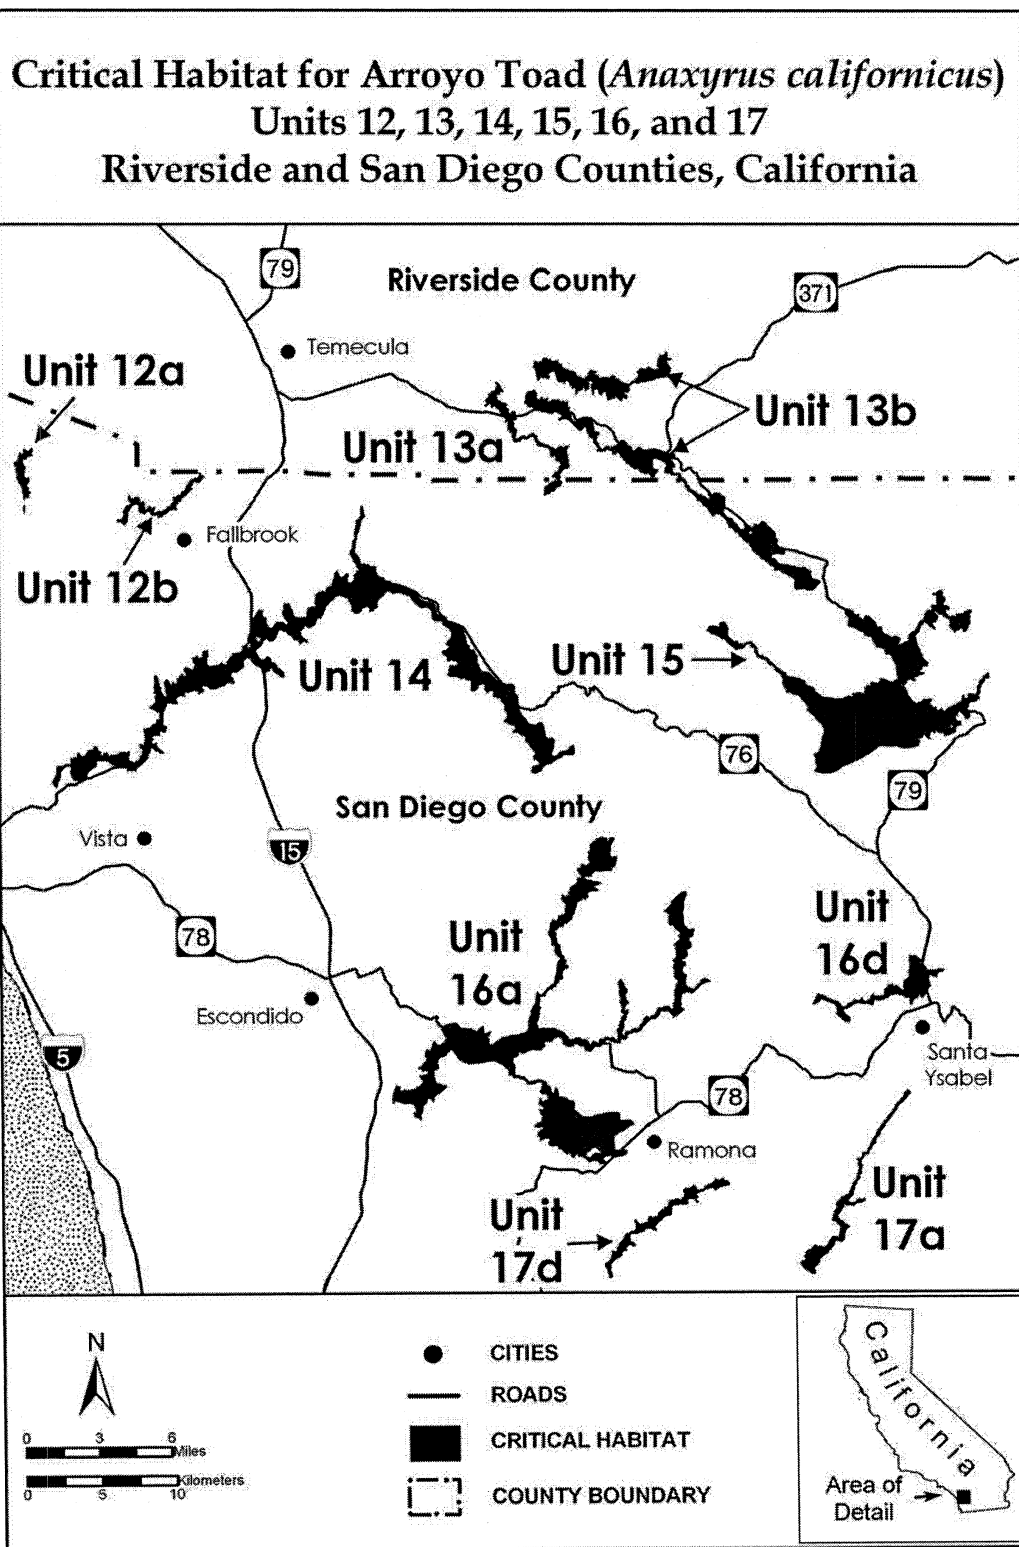 Critical Habitat for Arroyo Toad (Anaxyrus californicus)
Units 12, 13, 14, 15, 16, and 17
Riverside and San Diego Counties, California
79
Riverside County
371
Temecula
Unit 12a
Unit 13b
Unit 13a
Fallbrook
Unit 12b
Unit 15
Unit 14
76
79
San Diego County
Vista
15
Unit
16d
78
Unit
16a
Escondido
5
Santa
Ysabel
78
Ramona
Unit
17a
Unit
17d
N
0 3 6
Miles
Kilometers
0 5 10
CITIES
ROADS
CRITICAL HABITAT
COUNTY BOUNDARY
California
Area of
Detail